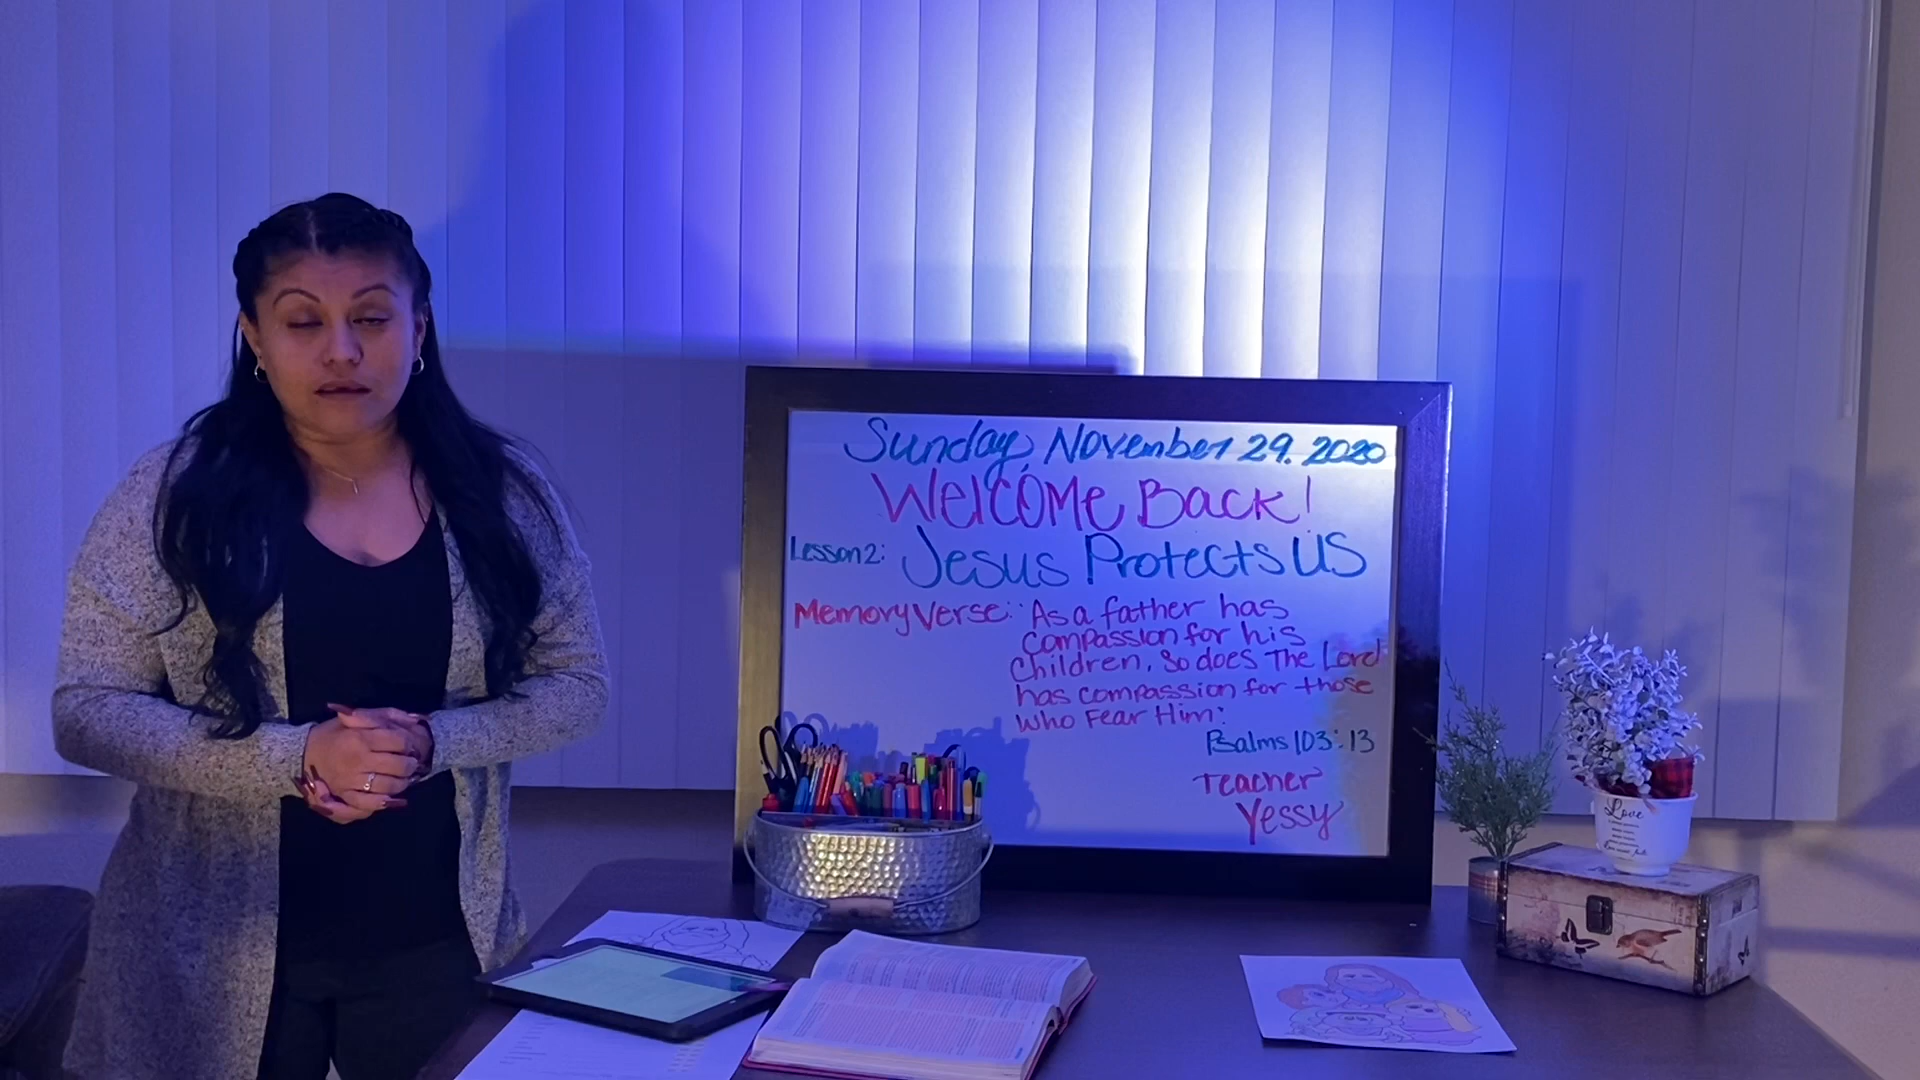 Sunday, November 29. 2020
Welcome Back!
Lesson 2: Jesus Protects US
Memory Verse: As a father has
Compassion for his
Children, So does The Lord
has compassion for those
Who Fear Him:
Psalms 103:13
Teacher
Yessy
Love